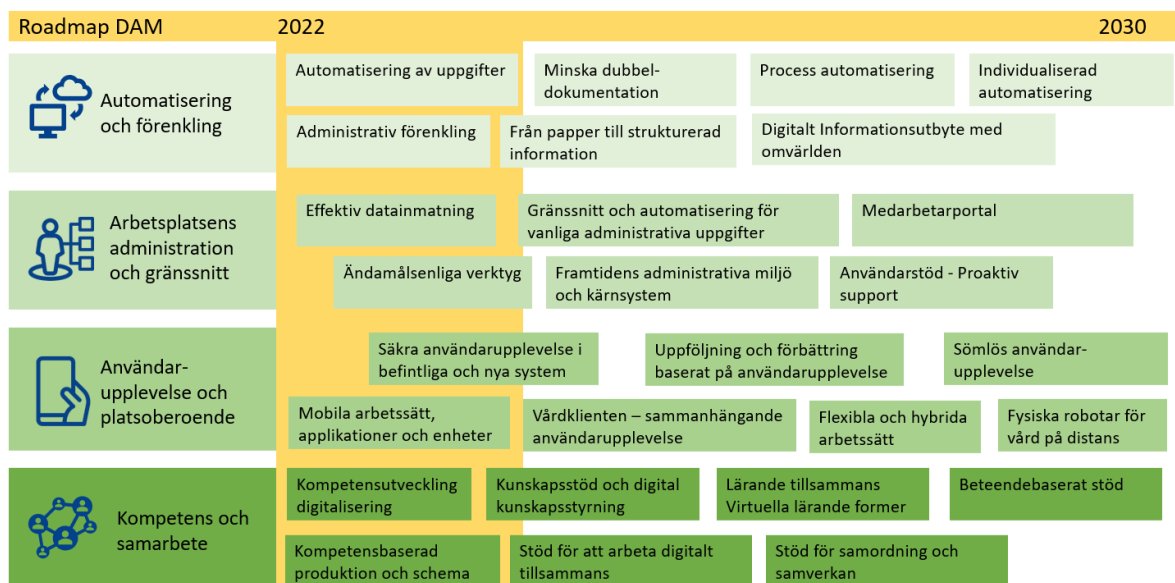 Roadmap DAM 2022 2030
Automatisering
och förenkling
Automatisering av uppgifter
Minska dubbel-
dokumentation
Process automatisering
Individualiserad
automatisering
Administrativ förenkling
Från papper till strukturerad
information
Digitalt Informationsutbyte med
omvärlden
Arbetsplatsens
administration
och gränssnitt
Effektiv datainmatning
Gränssnitt och automatisering för
vanliga administrativa uppgifter
Medarbetarportal
Ändamålsenliga verktyg
Framtidens administrativa miljö
och kärnsystem
Användarstöd - Proaktiv
support
Användar-
upplevelse och
platsoberoende
Säkra användarupplevelse i
befintliga och nya system
Uppföljning och förbättring
baserat på användarupplevelse
Sömlös användar-
upplevelse
Mobila arbetssätt,
applikationer och enheter
Vårdklienten – sammanhängande
användarupplevelse
Flexibla och hybrida
arbetssätt
Fysiska robotar för
vård på distans
Kompetens och
samarbete
Kompetensutveckling
digitalisering
Kunskapsstöd och digital
kunskapsstyrning
Lärande tillsammans
Virtuella lärande former
Beteendebaserat stöd
Kompetensbaserad
produktion och schema
Stöd för att arbeta digitalt
tillsammans
Stöd för samordning och
samverkan